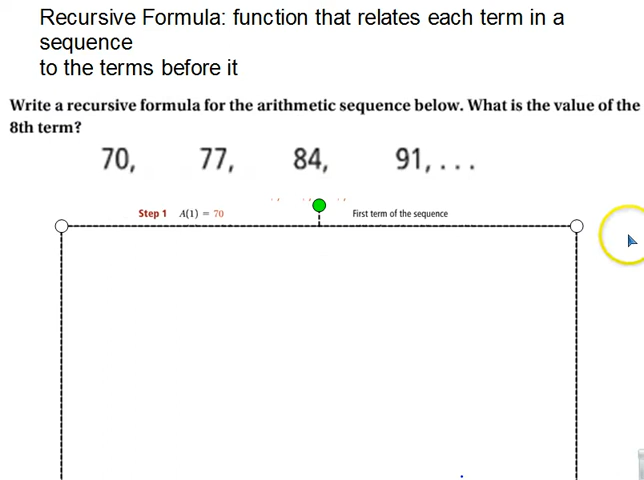 Recursive Formula: function that relates each term in a
sequence
to the terms before it
Write a recursive formula for the arithmetic sequence below. What is the value of the
8th term?
70, 77, 84, 91, . . .
Step 1 A(1) = 70 First term of the sequence